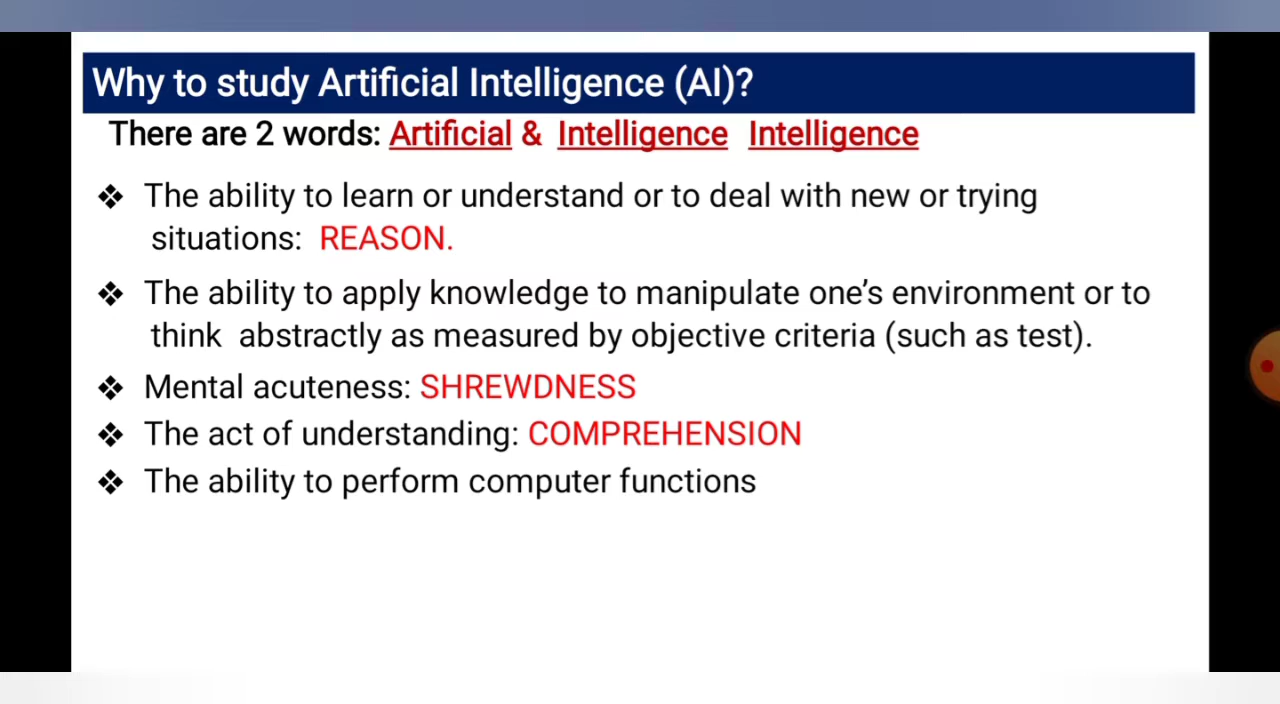 Why to study Artificial Intelligence (AI)?
There are 2 words: Artificial & Intelligence Intelligence
❖ The ability to learn or understand or to deal with new or trying
situations: REASON.
❖ The ability to apply knowledge to manipulate one’s environment or to
think abstractly as measured by objective criteria (such as test).
❖ Mental acuteness: SHREWDNESS
❖ The act of understanding: COMPREHENSION
❖ The ability to perform computer functions